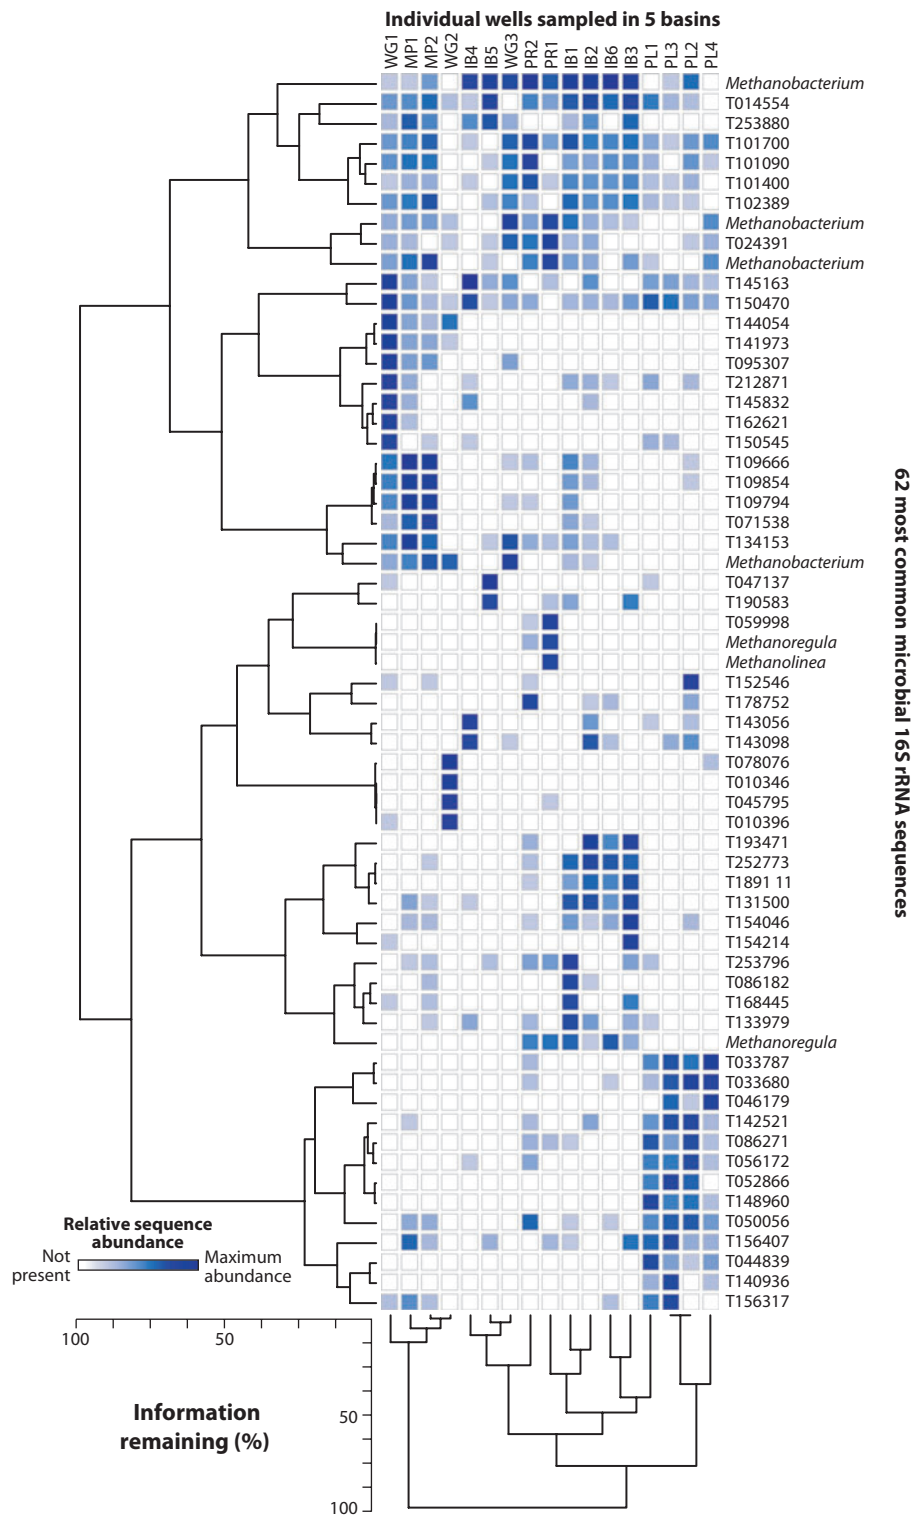 Individual wells sampled in 5 basins
WG1 MP1 MP2 WG2 IB4 IB5 WG3 PR2 PR1 IB1 IB2 IB6 IB3 PL1 PL3 PL2 PL4
Methanobacterium
T014554
T253880
T101700
T101090
T101400
T102389
Methanobacterium
T024391
Methanobacterium
T145163
T150470
T144054
T141973
T095307
T212871
T145832
T162621
T150545
T109666
T109854
T109794
T071538
T134153
Methanobacterium
T047137
T190583
T059998
Methanoregula
Methanolinea
T152546
T178752
T143056
T143098
T078076
T010346
T045795
T010396
T193471
T252773
T1891 11
T131500
T154046
T154214
T253796
T086182
T168445
T133979
Methanoregula
T033787
T033680
T046179
T142521
T086271
T056172
T052866
T148960
T050056
T156407
T044839
T140936
T156317
62 most common microbial 16S rRNA sequences
Relative sequence
abundance
Not
present
Maximum
abundance
100 50
Information
remaining (%)
50
100